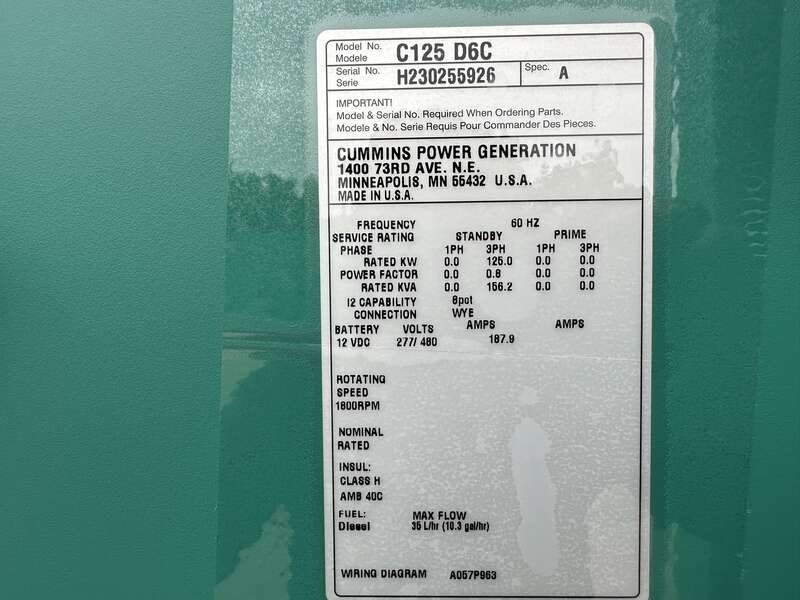 Model No. C125 D6C
Modele
Serial No. H230255926 Spec. A
Serie
IMPORTANT!
Model & Serial No. Required When Ordering Parts.
Modele & No. Serie Requis Pour Commander Des Pieces.
CUMMINS POWER GENERATION
1400 73RD AVE. N.E.
MINNEAPOLIS, MN 55432 U.S.A.
MADE IN U.S.A.
FREQUENCY 60 HZ
SERVICE RATING STANDBY PRIME
PHASE 1PH 3PH 1PH 3PH
RATED KW 0.0 125.0 0.0 0.0
POWER FACTOR 0.0 0.8 0.0 0.0
RATED KVA 0.0 156.2 0.0 0.0
I2 CAPABILITY 8pct
CONNECTION WYE
BATTERY VOLTS AMPS AMPS
12 VDC 277/ 480 187.9
ROTATING
SPEED
1800RPM
NOMINAL
RATED
INSUL:
CLASS H
AMB 40C
FUEL: MAX FLOW
Diesel 35 L/hr (10.3 gal/hr)
WIRING DIAGRAM A057P963